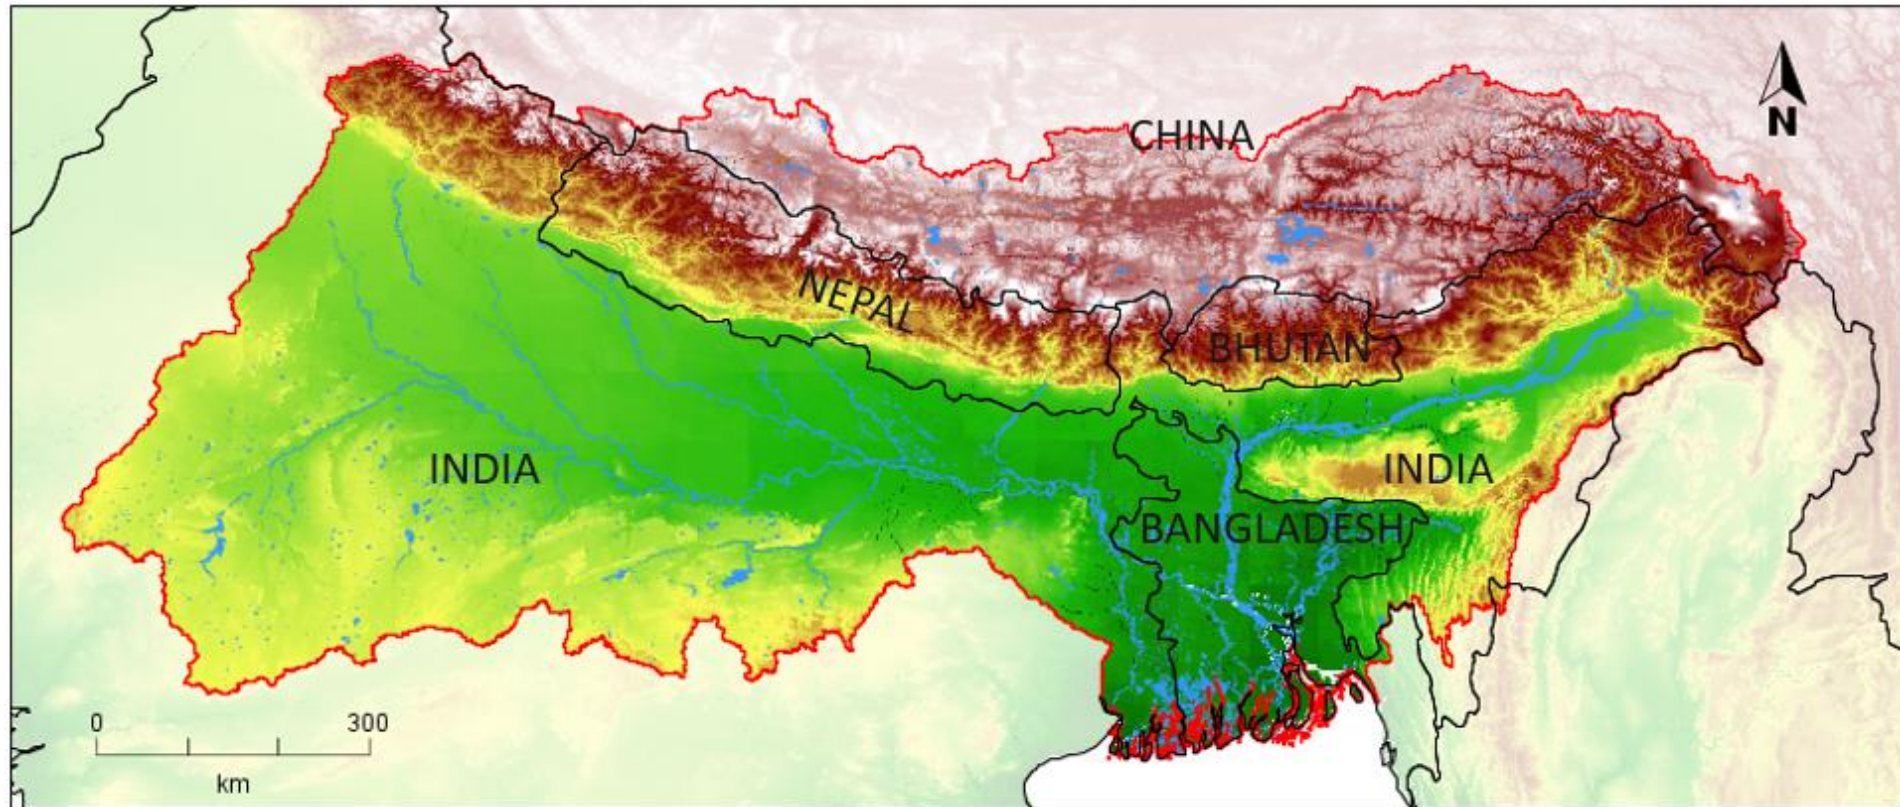 CHINA
N
NEPAL
BHUTAN
INDIA
INDIA
BANGLADESH
0 300
km